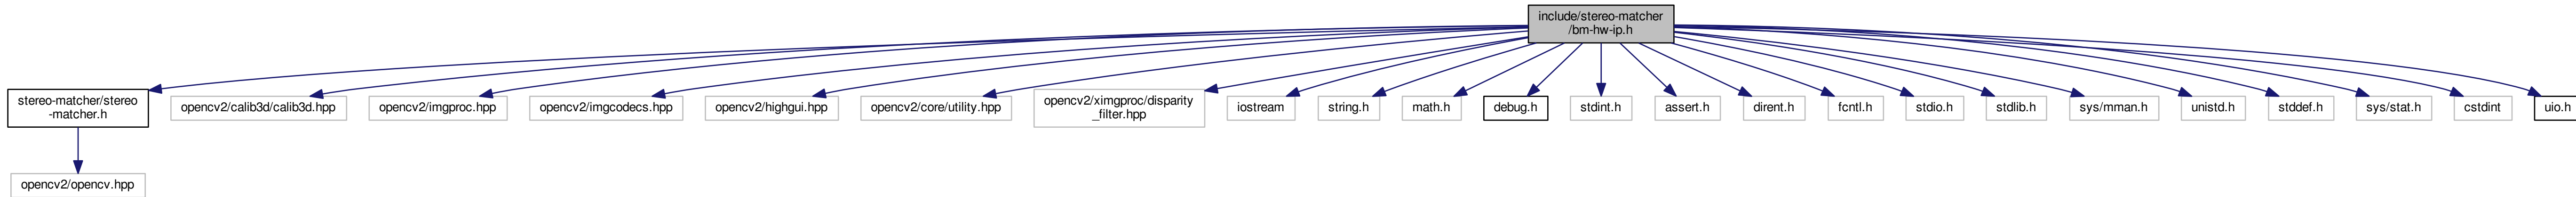 include/stereo-matcher
/bm-hw-ip.h
stereo-matcher/stereo
-matcher.h
opencv2/calib3d/calib3d.hpp
opencv2/imgproc.hpp
opencv2/imgcodecs.hpp
opencv2/highgui.hpp
opencv2/core/utility.hpp
opencv2/ximgproc/disparity
_filter.hpp
iostream
string.h
math.h
debug.h
stdint.h
assert.h
dirent.h
fcntl.h
stdio.h
stdlib.h
sys/mman.h
unistd.h
stddef.h
sys/stat.h
cstdint
uio.h
opencv2/opencv.hpp